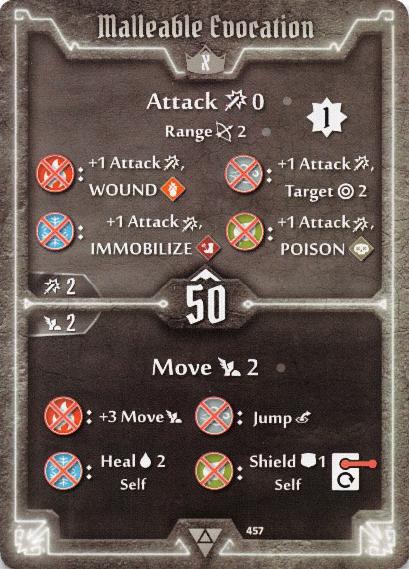 Malleable Evocation
X
Attack 0
Range 2
1
: +1 Attack,
WOUND
: +1 Attack,
Target 2
: +1 Attack,
IMMOBILIZE
: +1 Attack,
POISON
2
50
2
Move 2
: +3 Move
: Jump
: Heal 2
Self
: Shield 1
Self
457